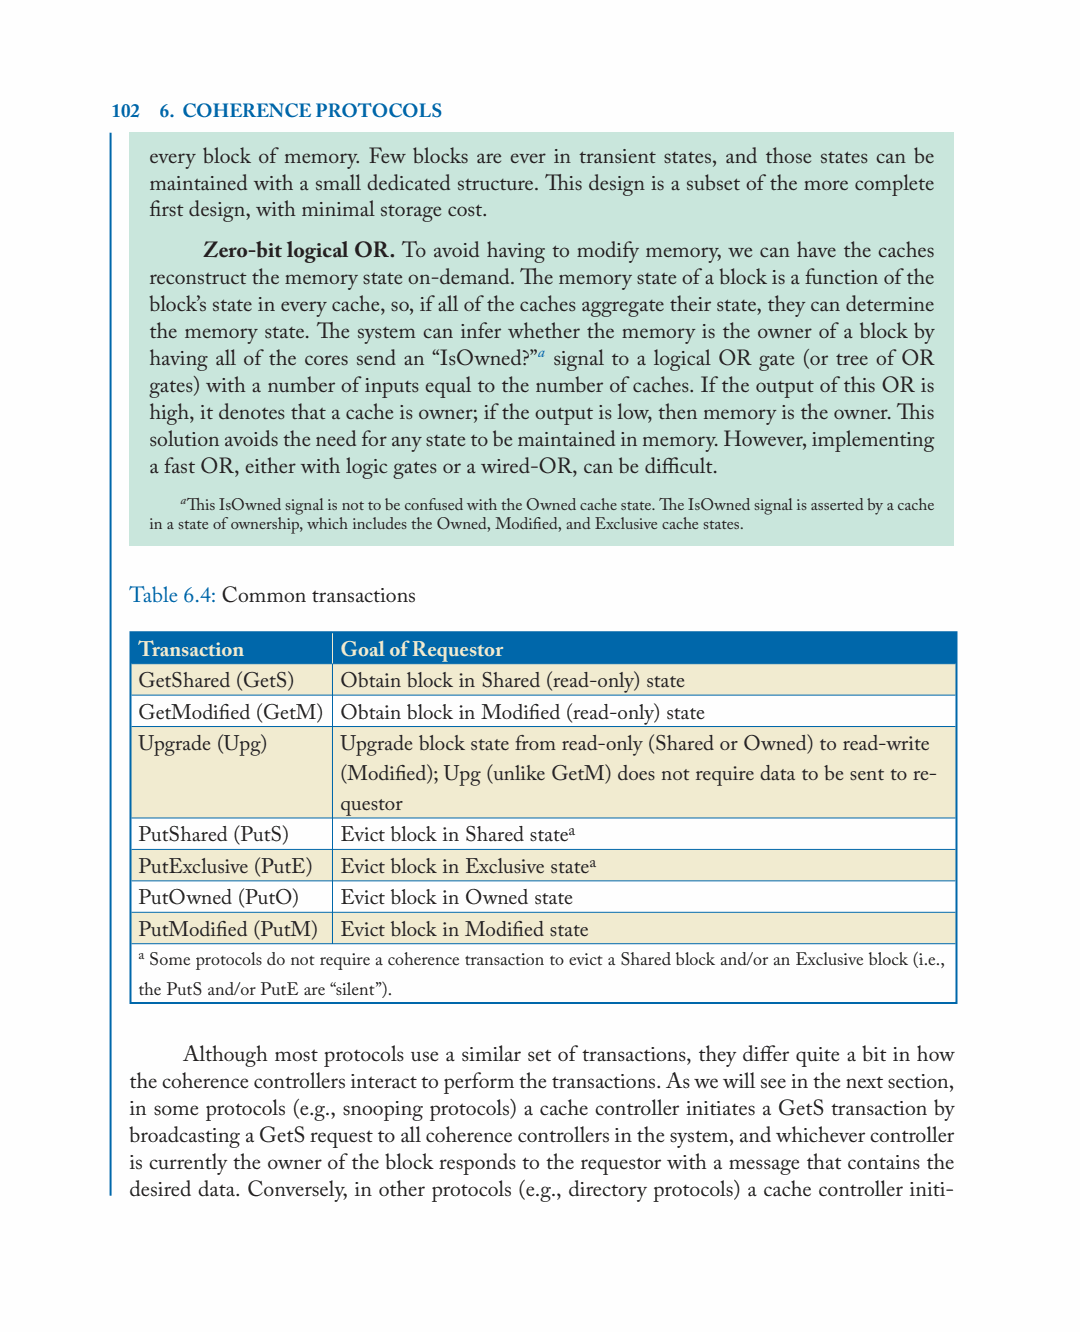 102 6. COHERENCE PROTOCOLS
every block of memory. Few blocks are ever in transient states, and those states can be
maintained with a small dedicated structure. This design is a subset of the more complete
first design, with minimal storage cost.
Zero-bit logical OR. To avoid having to modify memory, we can have the caches
reconstruct the memory state on-demand. The memory state of a block is a function of the
block’s state in every cache, so, if all of the caches aggregate their state, they can determine
the memory state. The system can infer whether the memory is the owner of a block by
having all of the cores send an “IsOwned?”a signal to a logical OR gate (or tree of OR
gates) with a number of inputs equal to the number of caches. If the output of this OR is
high, it denotes that a cache is owner; if the output is low, then memory is the owner. This
solution avoids the need for any state to be maintained in memory. However, implementing
a fast OR, either with logic gates or a wired-OR, can be difficult.
aThis IsOwned signal is not to be confused with the Owned cache state. The IsOwned signal is asserted by a cache
in a state of ownership, which includes the Owned, Modified, and Exclusive cache states.
Table 6.4: Common transactions
Transaction Goal of Requestor
GetShared (GetS) Obtain block in Shared (read-only) state
GetModified (GetM) Obtain block in Modified (read-only) state
Upgrade (Upg) Upgrade block state from read-only (Shared or Owned) to read-write
(Modified); Upg (unlike GetM) does not require data to be sent to re-
questor
PutShared (PutS) Evict block in Shared stateª
PutExclusive (PutE) Evict block in Exclusive stateª
PutOwned (PutO) Evict block in Owned state
PutModified (PutM) Evict block in Modified state
ª Some protocols do not require a coherence transaction to evict a Shared block and/or an Exclusive block (i.e.,
the PutS and/or PutE are “silent”).
Although most protocols use a similar set of transactions, they differ quite a bit in how
the coherence controllers interact to perform the transactions. As we will see in the next section,
in some protocols (e.g., snooping protocols) a cache controller initiates a GetS transaction by
broadcasting a GetS request to all coherence controllers in the system, and whichever controller
is currently the owner of the block responds to the requestor with a message that contains the
desired data. Conversely, in other protocols (e.g., directory protocols) a cache controller initi-